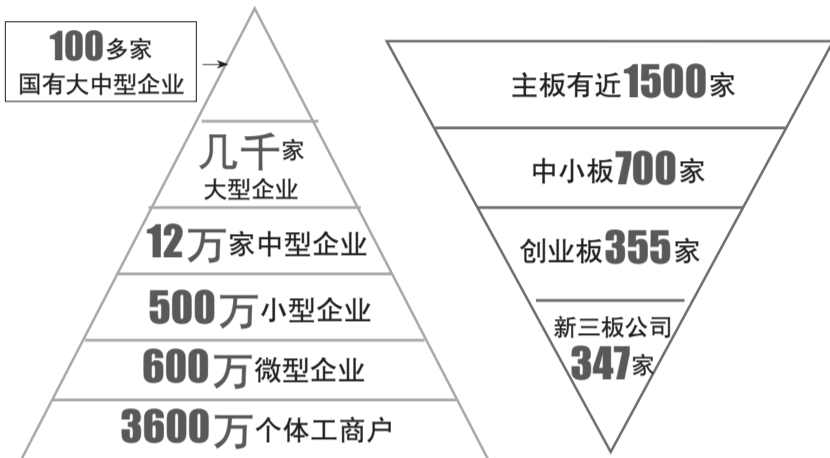 100多家
国有大中型企业
几千家
大型企业
12万家中型企业
500万小型企业
600万微型企业
3600万个体工商户
主板有近1500家
中小板700家
创业板355家
新三板公司
347家